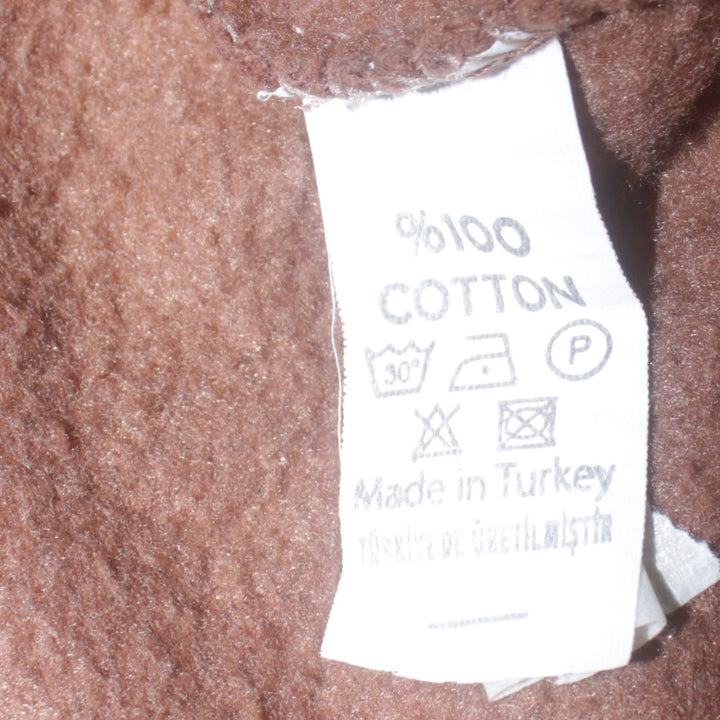 %100
COTTON
30°
P
Made in Turkey
TÜRKİYE DE ÜRETİLMİŞTİR